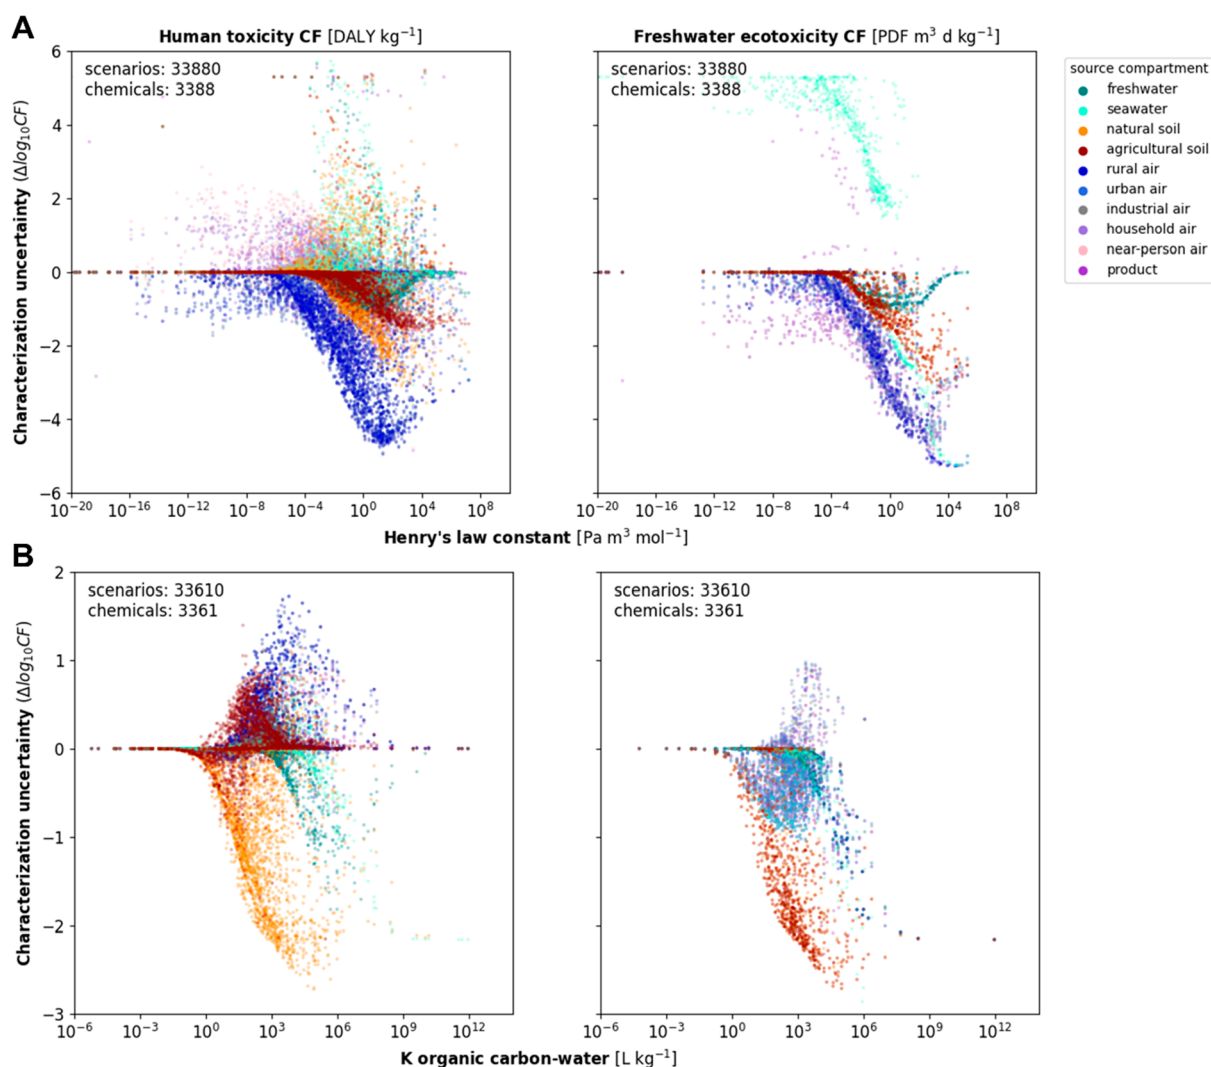 A
Human toxicity CF [DALY kg⁻¹]
Freshwater ecotoxicity CF [PDF m³ d kg⁻¹]
scenarios: 33880
chemicals: 3388
scenarios: 33880
chemicals: 3388
source compartment
freshwater
seawater
natural soil
agricultural soil
rural air
urban air
industrial air
household air
near-person air
product
Characterization uncertainty (Δlog₁₀CF)
6
4
2
0
−2
−4
−6
10⁻²⁰ 10⁻¹⁶ 10⁻¹² 10⁻⁸ 10⁻⁴ 10⁰ 10⁴ 10⁸
10⁻²⁰ 10⁻¹⁶ 10⁻¹² 10⁻⁸ 10⁻⁴ 10⁰ 10⁴ 10⁸
Henry's law constant [Pa m³ mol⁻¹]
B
scenarios: 33610
chemicals: 3361
scenarios: 33610
chemicals: 3361
Characterization uncertainty (Δlog₁₀CF)
2
1
0
−1
−2
−3
10⁻⁶ 10⁻³ 10⁰ 10³ 10⁶ 10⁹ 10¹²
10⁻⁶ 10⁻³ 10⁰ 10³ 10⁶ 10⁹ 10¹²
K organic carbon-water [L kg⁻¹]